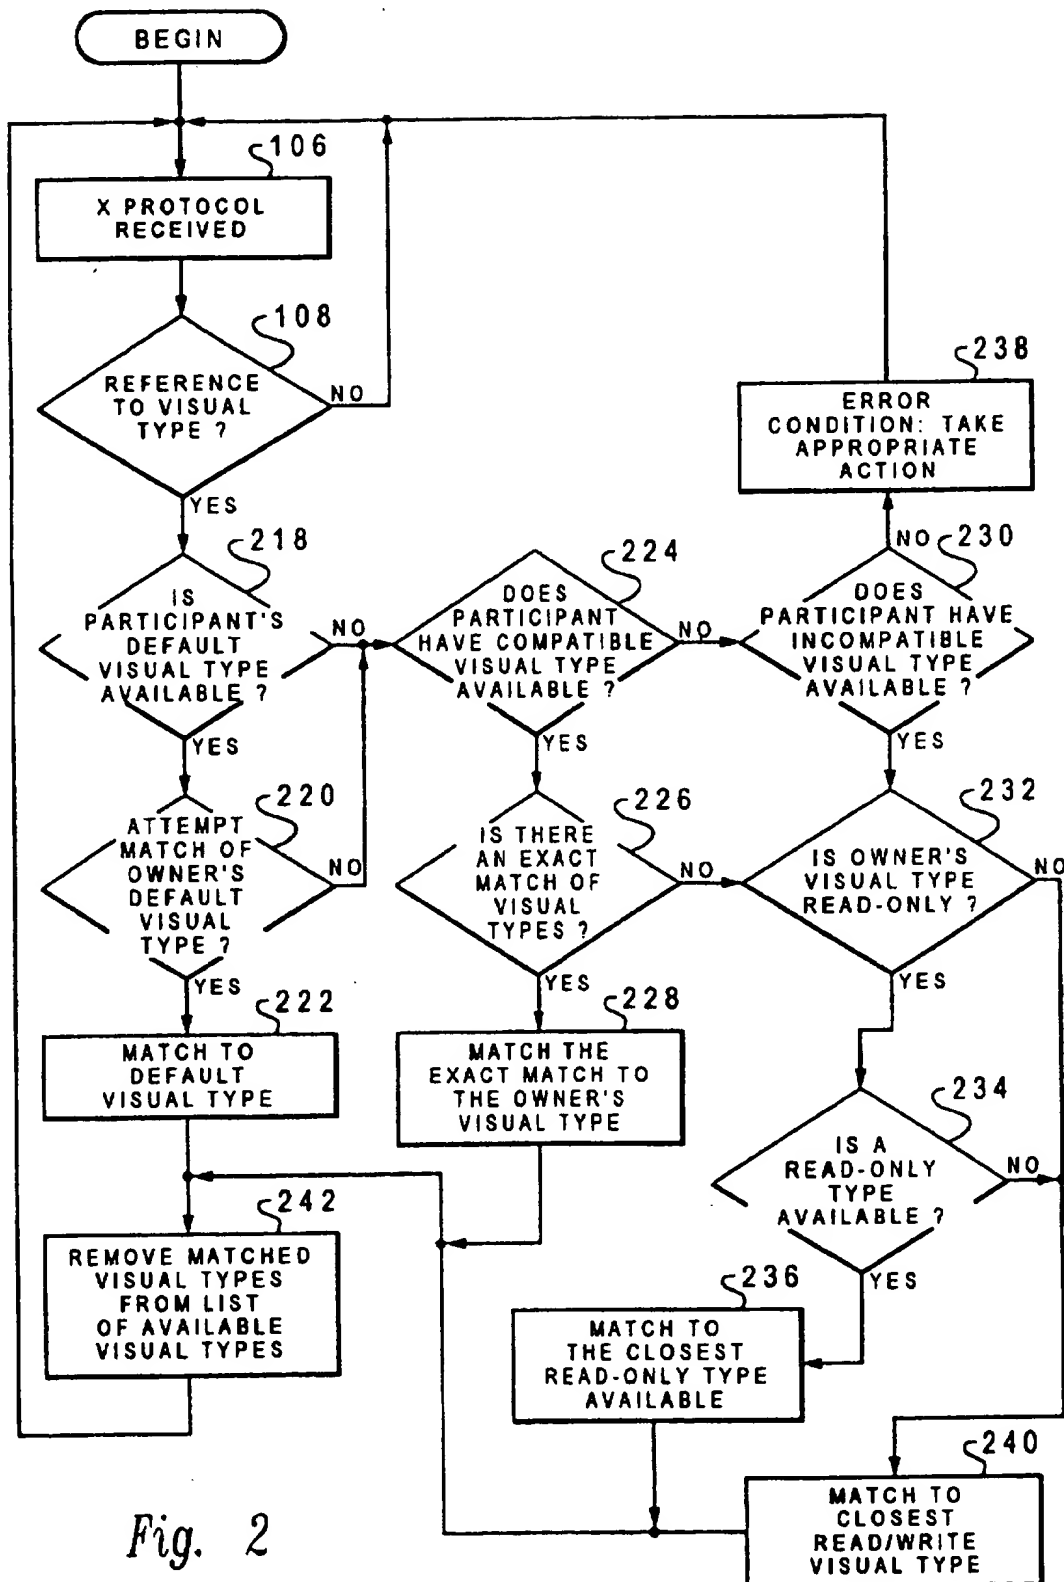 BEGIN
106
X PROTOCOL
RECEIVED
108
REFERENCE
TO VISUAL
TYPE ?
NO
YES
238
ERROR
CONDITION: TAKE
APPROPRIATE
ACTION
218
IS
PARTICIPANT'S
DEFAULT
VISUAL TYPE
AVAILABLE ?
NO
YES
224
DOES
PARTICIPANT
HAVE COMPATIBLE
VISUAL TYPE
AVAILABLE ?
NO
YES
230
NO
DOES
PARTICIPANT HAVE
INCOMPATIBLE
VISUAL TYPE
AVAILABLE ?
YES
220
ATTEMPT
MATCH OF
OWNER'S
DEFAULT
VISUAL
TYPE ?
NO
YES
226
IS THERE
AN EXACT
MATCH OF
VISUAL
TYPES ?
NO
YES
232
IS OWNER'S
VISUAL TYPE
READ-ONLY ?
NO
YES
222
MATCH TO
DEFAULT
VISUAL TYPE
228
MATCH THE
EXACT MATCH TO
THE OWNER'S
VISUAL TYPE
234
IS A
READ-ONLY
TYPE
AVAILABLE ?
NO
YES
242
REMOVE MATCHED
VISUAL TYPES
FROM LIST
OF AVAILABLE
VISUAL TYPES
236
MATCH TO
THE CLOSEST
READ-ONLY TYPE
AVAILABLE
240
MATCH TO
CLOSEST
READ/WRITE
VISUAL TYPE
Fig. 2